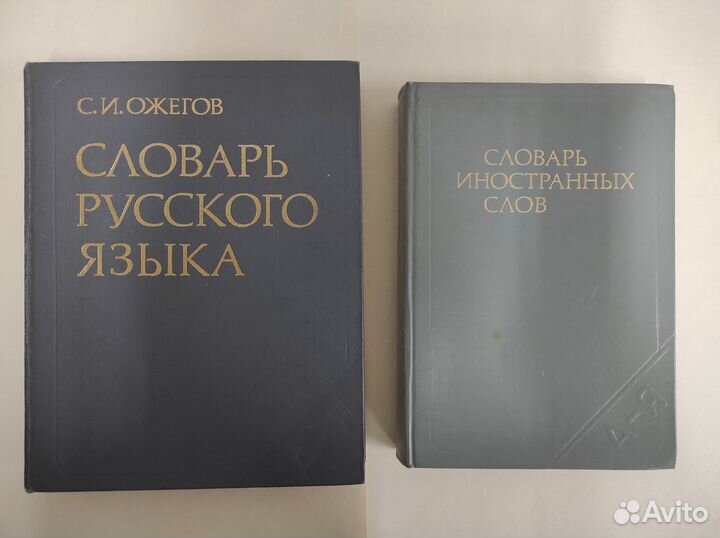 С. И. ОЖЕГОВ
СЛОВАРЬ
РУССКОГО
ЯЗЫКА
А-Я
СЛОВАРЬ
ИНОСТРАННЫХ
СЛОВ
А-Я
Avito